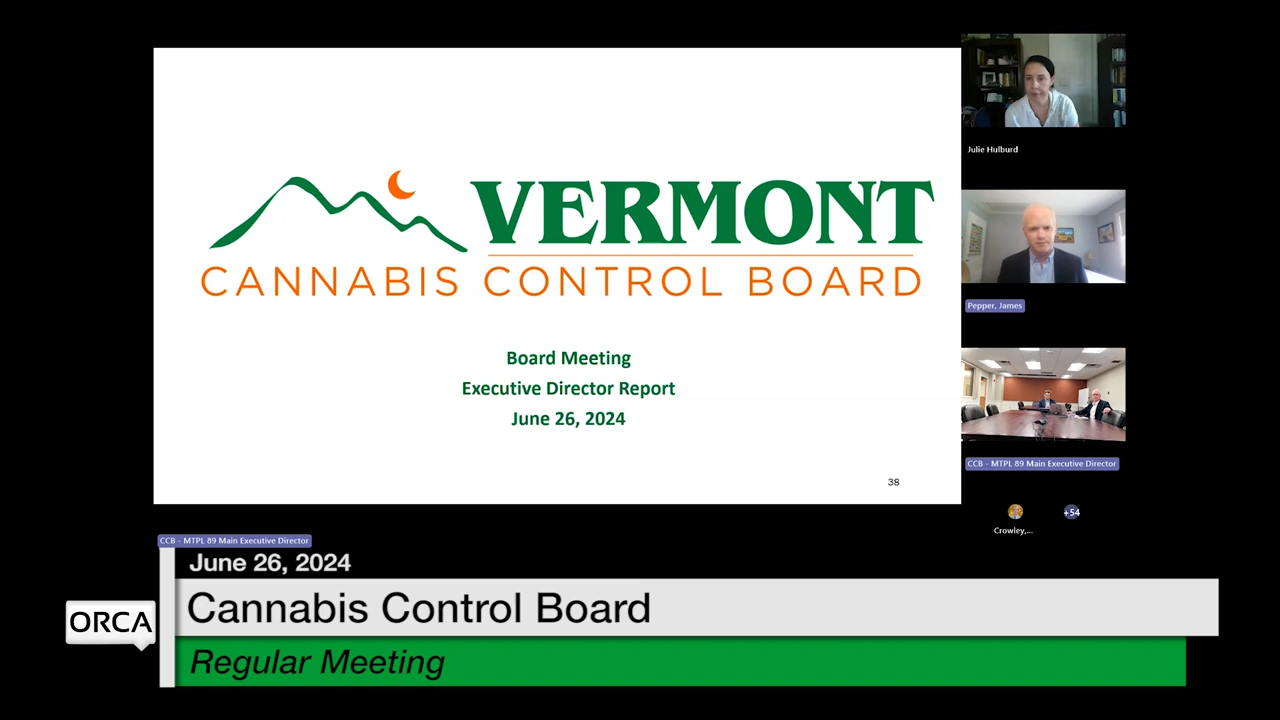 VERMONT
CANNABIS CONTROL BOARD
Board Meeting
Executive Director Report
June 26, 2024
38
Julie Hulburd
Pepper, James
CCB - MTPL 89 Main Executive Director
Crowley,...
+54
CCB - MTPL 89 Main Executive Director
June 26, 2024
ORCA
Cannabis Control Board
Regular Meeting